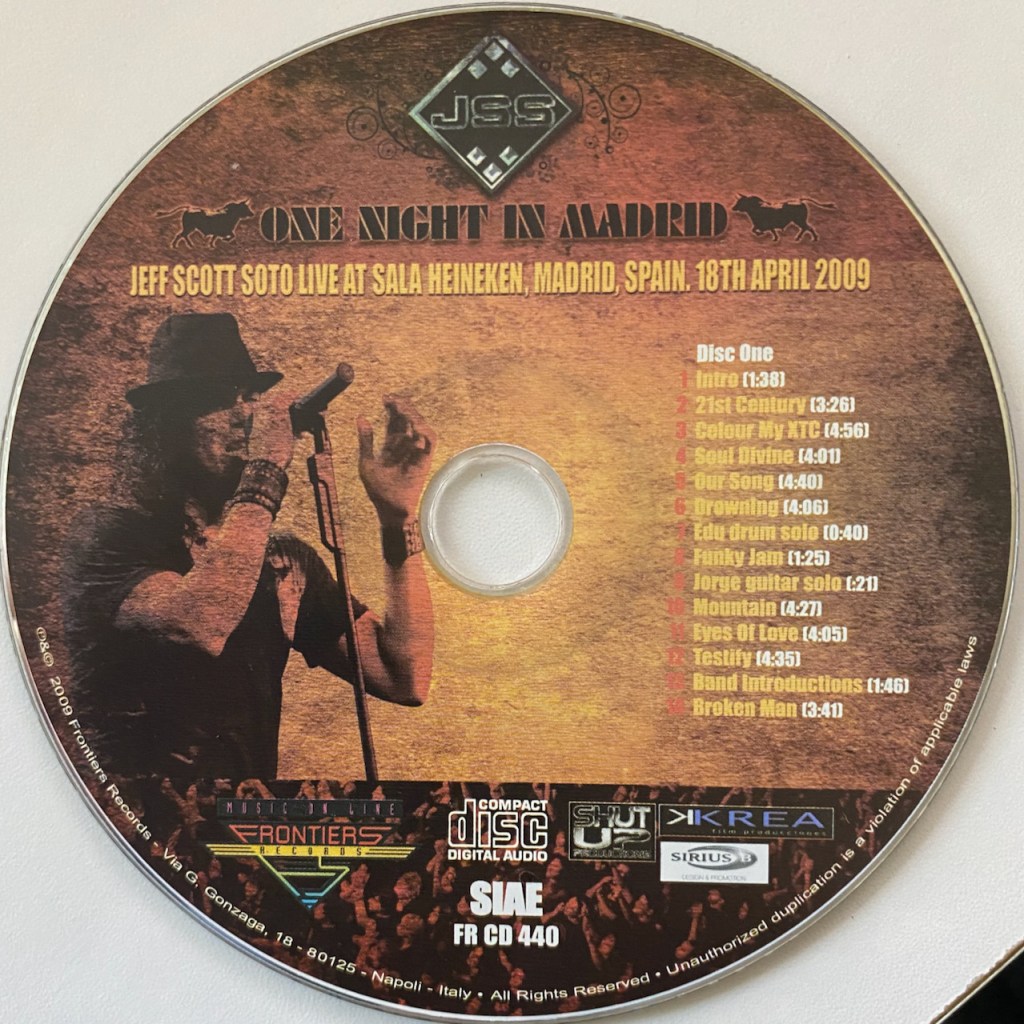 JSS
ONE NIGHT IN MADRID
JEFF SCOTT SOTO LIVE AT SALA HEINEKEN, MADRID, SPAIN. 18TH APRIL 2009
Disc One
1 Intro (1:38)
2 21st Century (3:26)
3 Colour My XTC (4:56)
4 Soul Divine (4:01)
5 Our Song (4:40)
6 Drowning (4:06)
7 Edu drum solo (0:40)
8 Funky Jam (1:25)
9 Jorge guitar solo (:21)
10 Mountain (4:27)
11 Eyes Of Love (4:05)
12 Testify (4:35)
13 Band Introductions (1:46)
14 Broken Man (3:41)
MUSIC ON LINE
FRONTIERS
RECORDS
COMPACT
disc
DIGITAL AUDIO
SHUT
UP
PRODUCTIONS
KREA
film producciones
SIRIUS B
DESIGN & PROMOTION
SIAE
FR CD 440
℗&© 2009 Frontiers Records - Via G. Gonzaga, 18 - 80125 - Napoli - Italy • All Rights Reserved • Unauthorized duplication is a violation of applicable laws